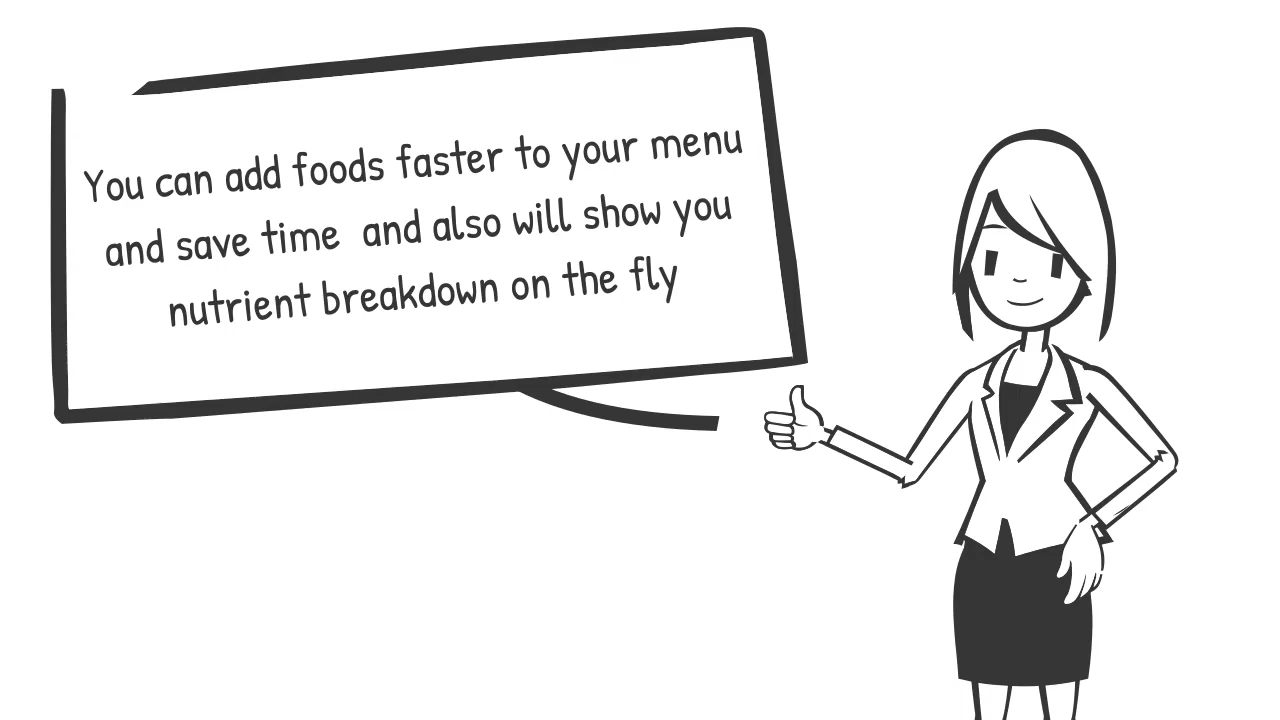 You can add foods faster to your menu
and save time  and also will show you
nutrient breakdown on the fly